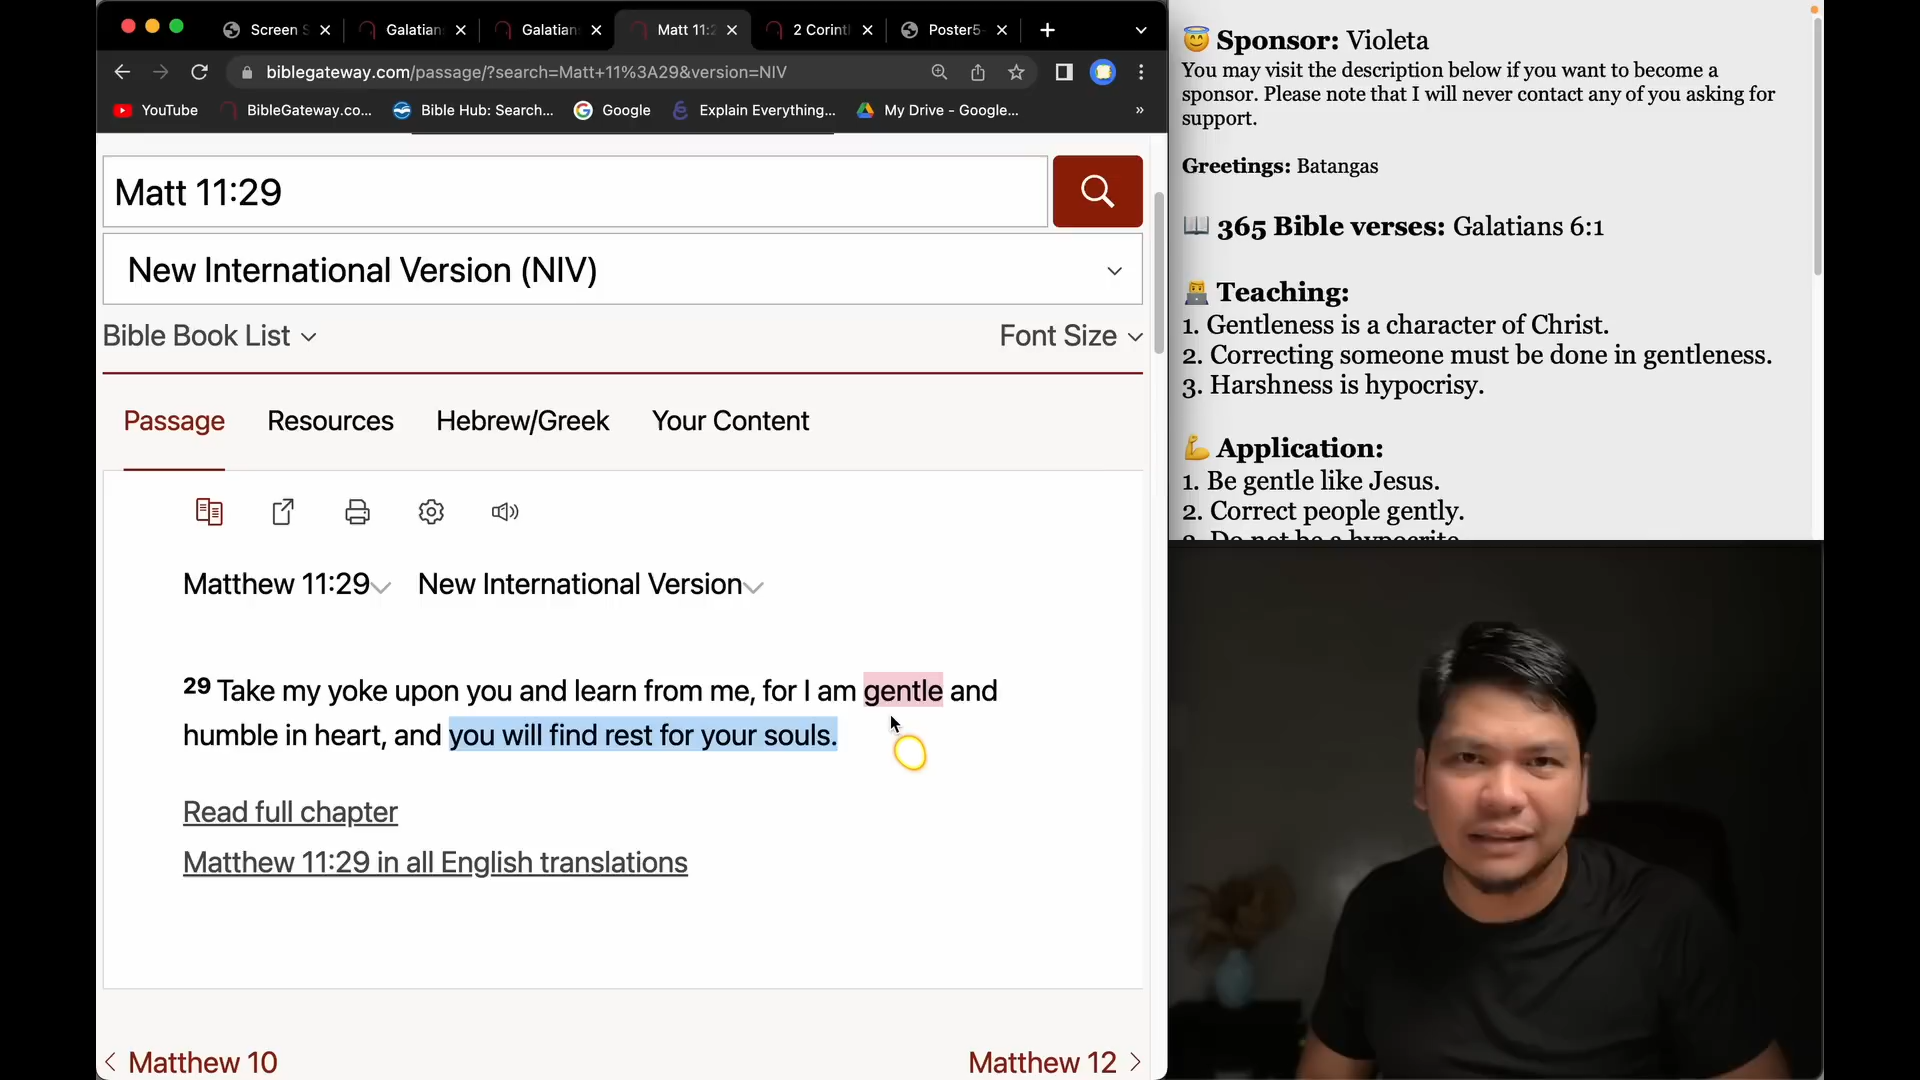 Screen S
Galatian
Galatian
Matt 11:2
2 Corint
Poster5-
biblegateway.com/passage/?search=Matt+11%3A29&version=NIV
YouTube
BibleGateway.co...
Bible Hub: Search...
Google
Explain Everything...
My Drive - Google...
»
Matt 11:29
New International Version (NIV)
Bible Book List
Font Size
Passage
Resources
Hebrew/Greek
Your Content
Matthew 11:29
New International Version
29 Take my yoke upon you and learn from me, for I am gentle and
humble in heart, and you will find rest for your souls.
Read full chapter
Matthew 11:29 in all English translations
Matthew 10
Matthew 12
😇 Sponsor: Violeta
You may visit the description below if you want to become a
sponsor. Please note that I will never contact any of you asking for
support.
Greetings: Batangas
📖 365 Bible verses: Galatians 6:1
👨‍💻 Teaching:
1. Gentleness is a character of Christ.
2. Correcting someone must be done in gentleness.
3. Harshness is hypocrisy.
💪 Application:
1. Be gentle like Jesus.
2. Correct people gently.
3. Do not be a hypocrite.